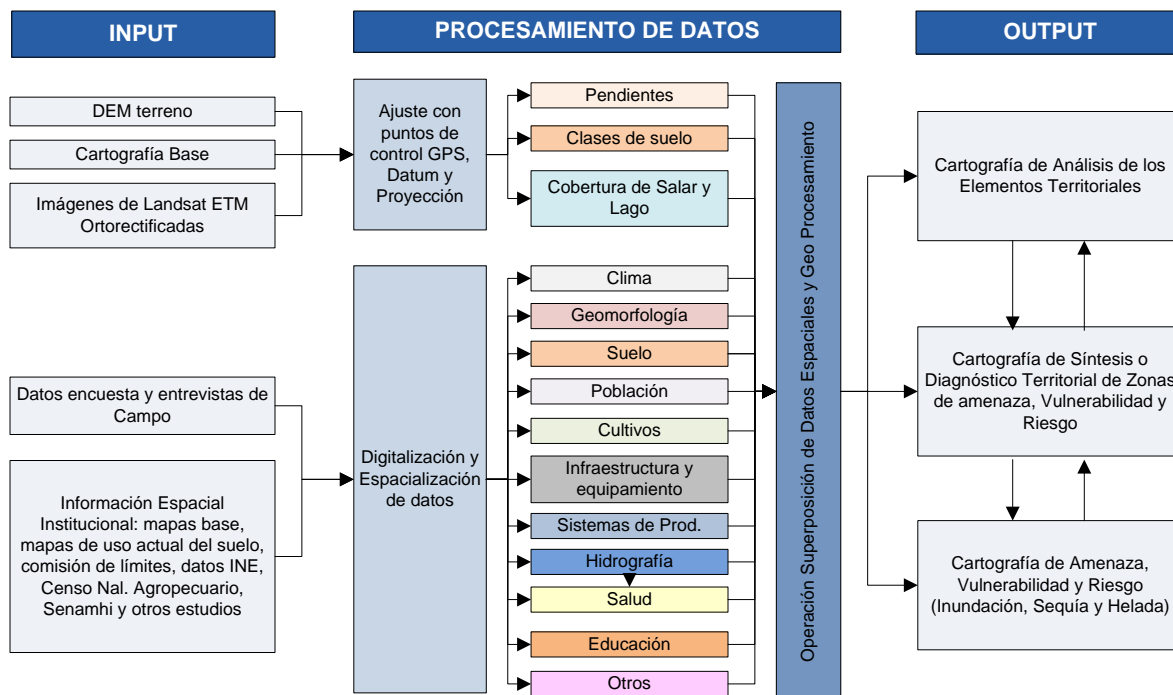 INPUT
PROCESAMIENTO DE DATOS
OUTPUT
DEM terreno
Cartografía Base
Imágenes de Landsat ETM
Ortorectificadas
Datos encuesta y entrevistas de
Campo
Información Espacial
Institucional: mapas base,
mapas de uso actual del suelo,
comisión de límites, datos INE,
Censo Nal. Agropecuario,
Senamhi y otros estudios
Ajuste con
puntos de
control GPS,
Datum y
Proyección
Digitalización y
Espacialización
de datos
Pendientes
Clases de suelo
Cobertura de Salar y
Lago
Clima
Geomorfología
Suelo
Población
Cultivos
Infraestructura y
equipamiento
Sistemas de Prod.
Hidrografía
Salud
Educación
Otros
Operación Superposición de Datos Espaciales y Geo Procesamiento
Cartografía de Análisis de los
Elementos Territoriales
Cartografía de Síntesis o
Diagnóstico Territorial de Zonas
de amenaza, Vulnerabilidad y
Riesgo
Cartografía de Amenaza,
Vulnerabilidad y Riesgo
(Inundación, Sequía y Helada)